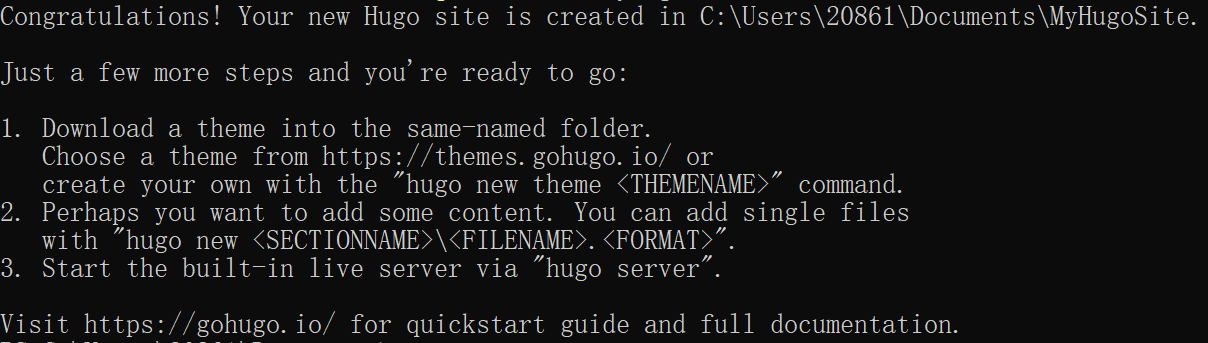 Congratulations! Your new Hugo site is created in C:\Users\20861\Documents\MyHugoSite.
Just a few more steps and you're ready to go:
1. Download a theme into the same-named folder.
Choose a theme from https://themes.gohugo.io/ or
create your own with the "hugo new theme <THEMENAME>" command.
2. Perhaps you want to add some content. You can add single files
with "hugo new <SECTIONNAME>\<FILENAME>.<FORMAT>".
3. Start the built-in live server via "hugo server".
Visit https://gohugo.io/ for quickstart guide and full documentation.